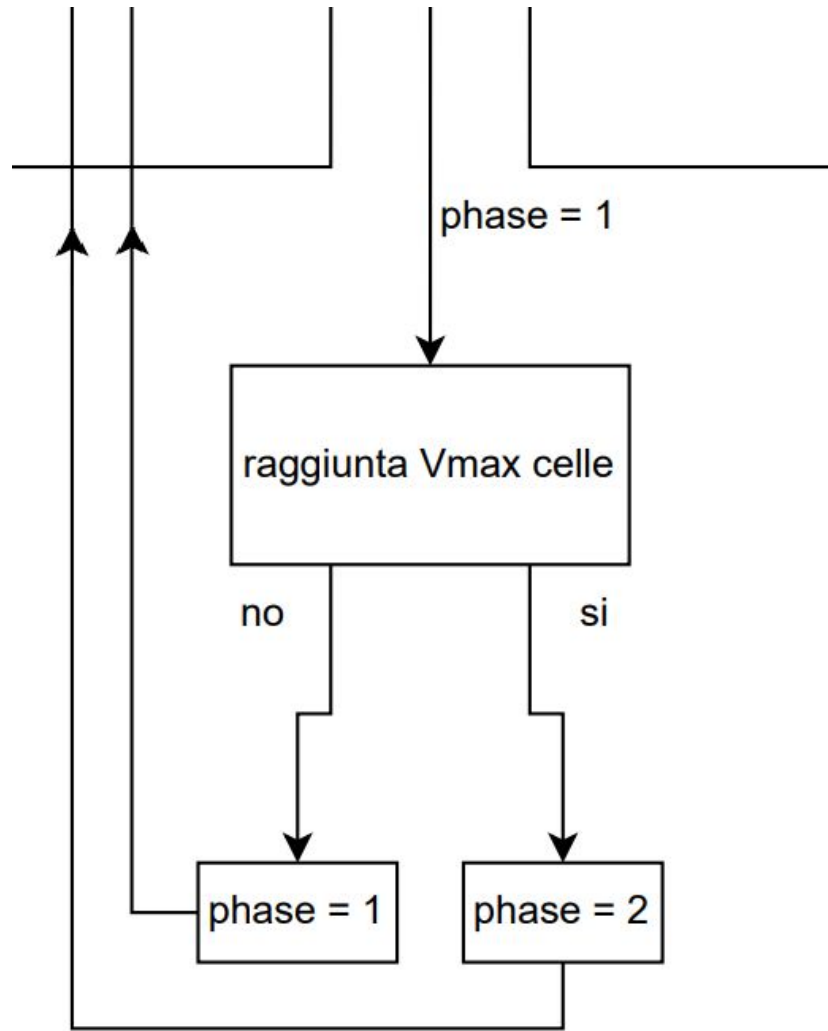 phase = 1
raggiunta Vmax celle
no
si
phase = 1
phase = 2